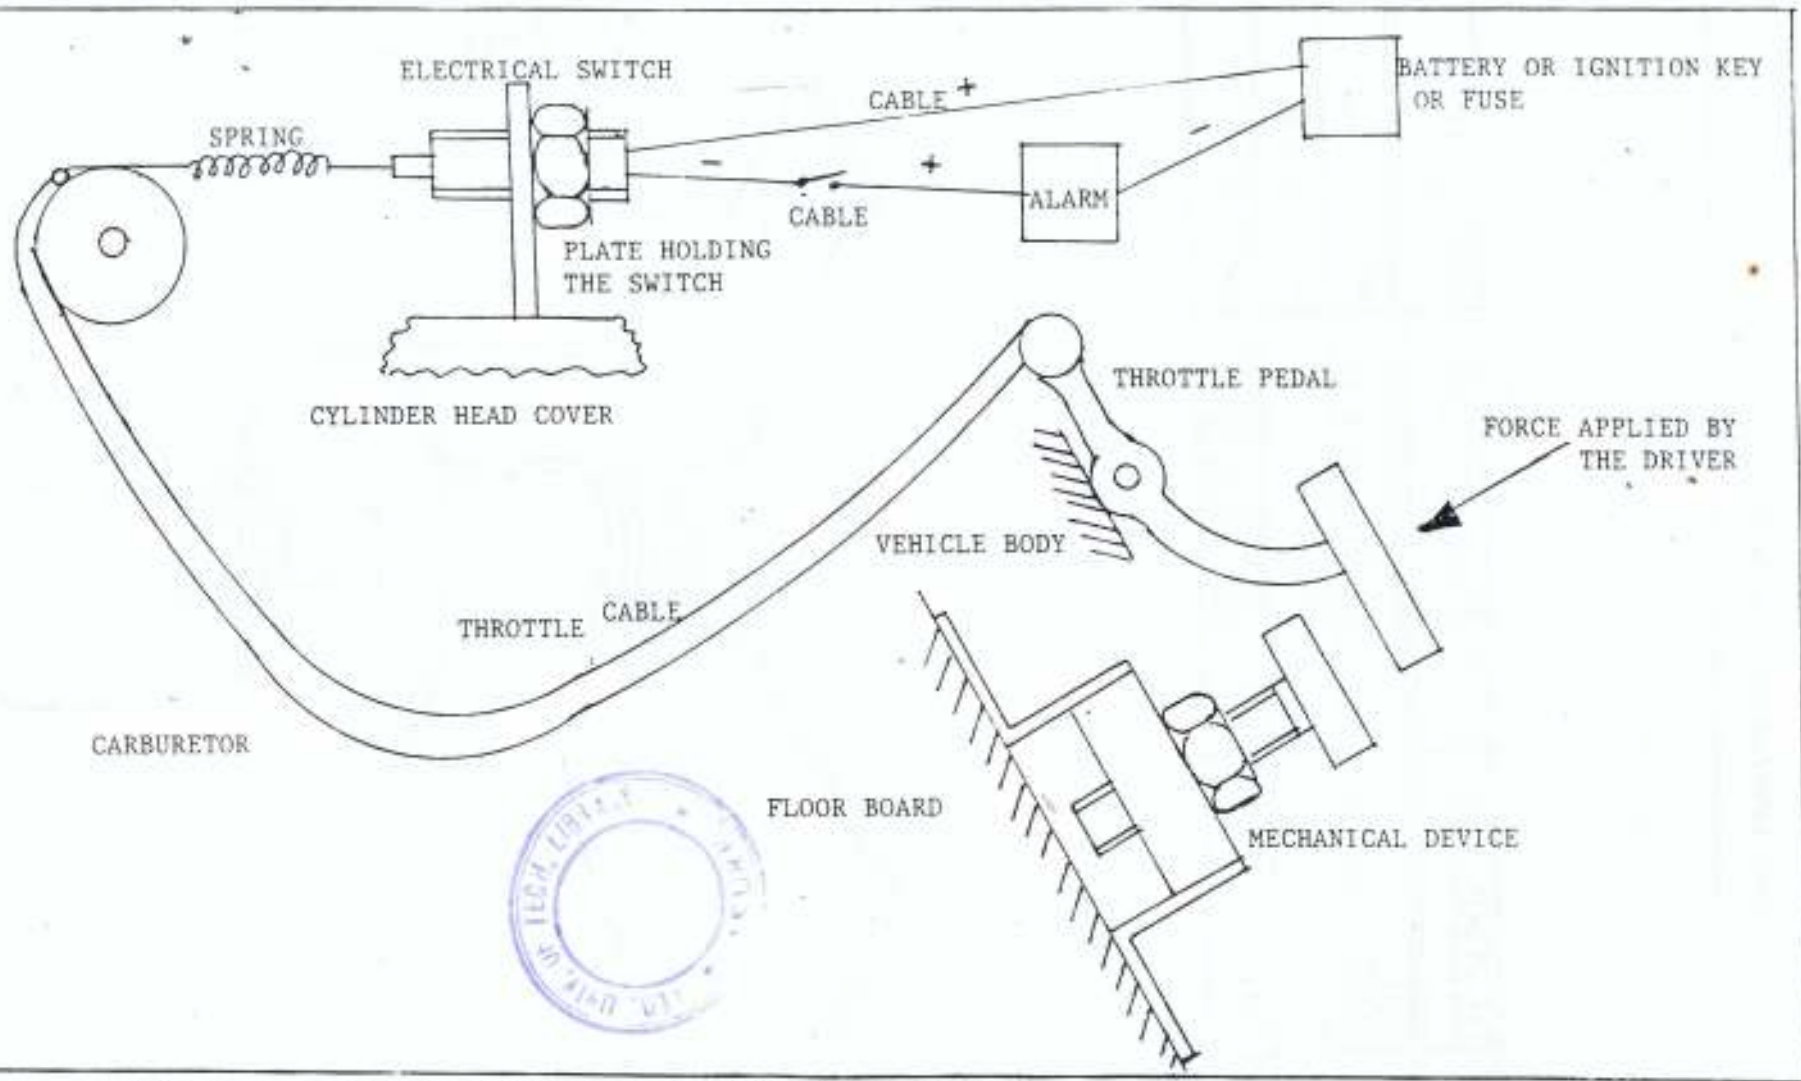 ELECTRICAL SWITCH
BATTERY OR IGNITION KEY
OR FUSE
CABLE +
SPRING
-
-
+
ALARM
CABLE
PLATE HOLDING
THE SWITCH
THROTTLE PEDAL
CYLINDER HEAD COVER
FORCE APPLIED BY
THE DRIVER
VEHICLE BODY
THROTTLE CABLE
CARBURETOR
FLOOR BOARD
MECHANICAL DEVICE
TECH.